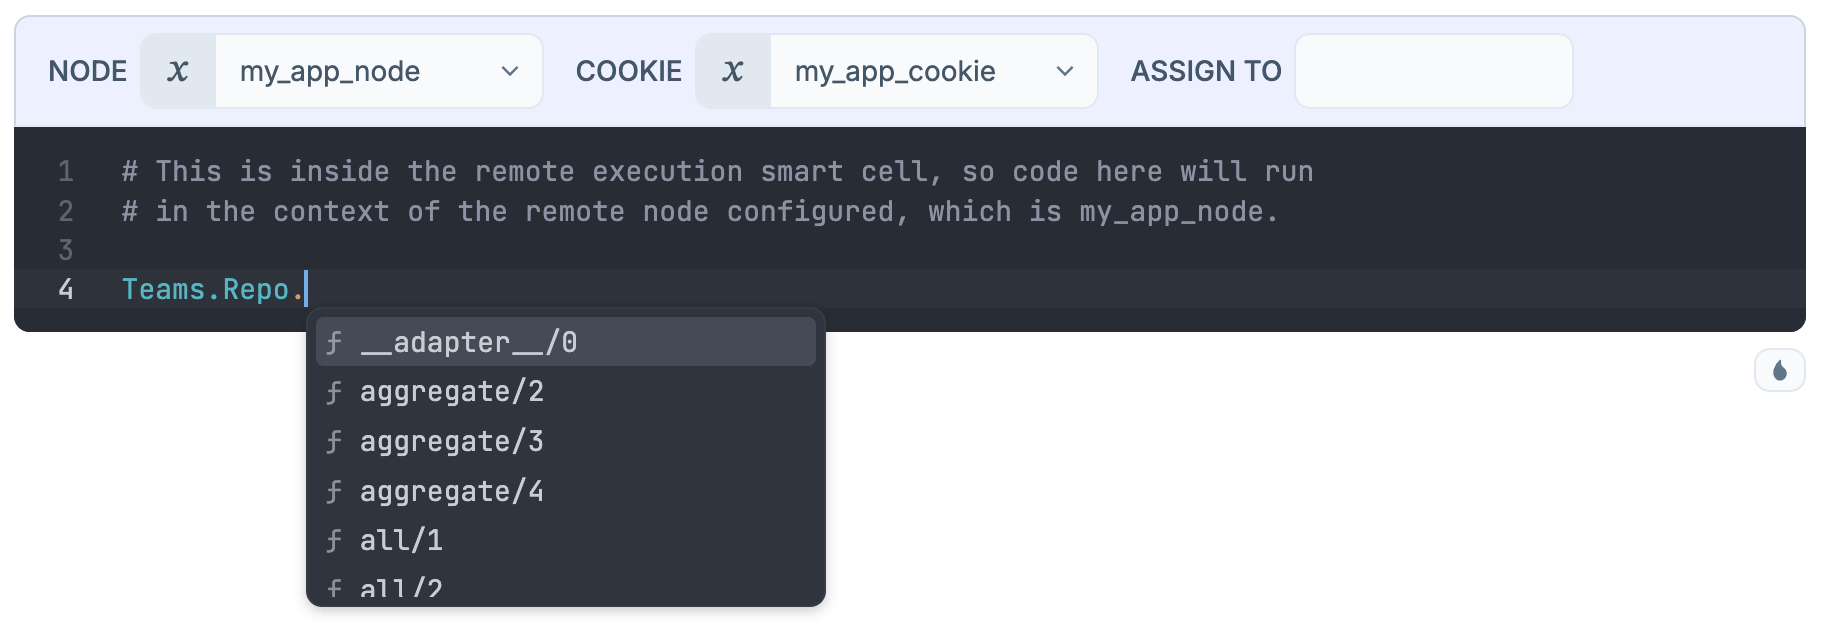 NODE x my_app_node COOKIE x my_app_cookie ASSIGN TO
1 # This is inside the remote execution smart cell, so code here will run
2 # in the context of the remote node configured, which is my_app_node.
3
4 Teams.Repo.
ƒ __adapter__/0
ƒ aggregate/2
ƒ aggregate/3
ƒ aggregate/4
ƒ all/1
ƒ all/2